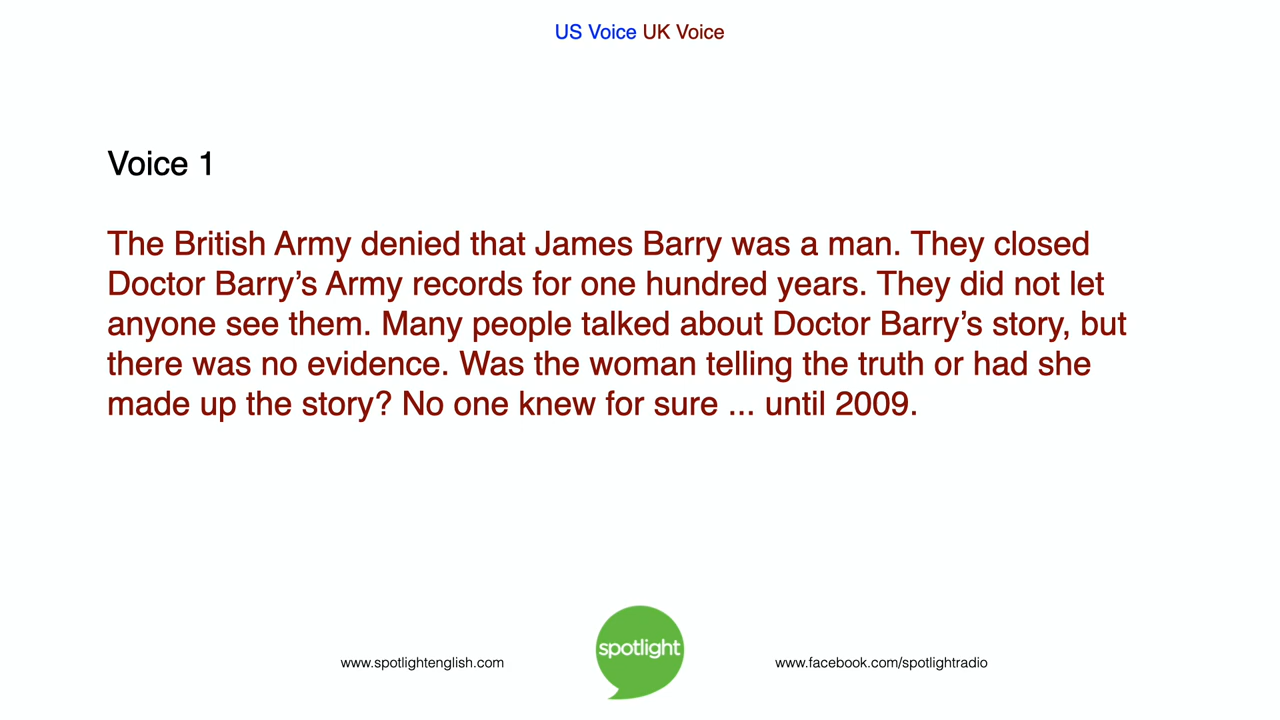 US Voice UK Voice
Voice 1
The British Army denied that James Barry was a man. They closed
Doctor Barry’s Army records for one hundred years. They did not let
anyone see them. Many people talked about Doctor Barry’s story, but
there was no evidence. Was the woman telling the truth or had she
made up the story? No one knew for sure ... until 2009.
spotlight
www.spotlightenglish.com
www.facebook.com/spotlightradio